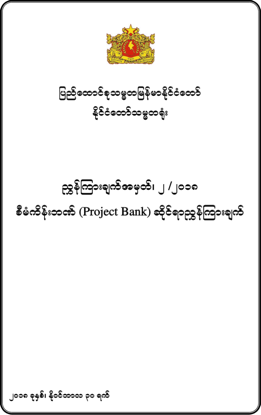 ပြည်ထောင်စုသမ္မတမြန်မာနိုင်ငံတော်
နိုင်ငံတော်သမ္မတရုံး
ညွှန်ကြားချက်အမှတ်၊ ၂ /၂၀၁၈
စီမံကိန်းဘဏ် (Project Bank) ဆိုင်ရာညွှန်ကြားချက်
၂၀၁၈ ခုနှစ်၊ နိုဝင်ဘာလ ၃၀ ရက်